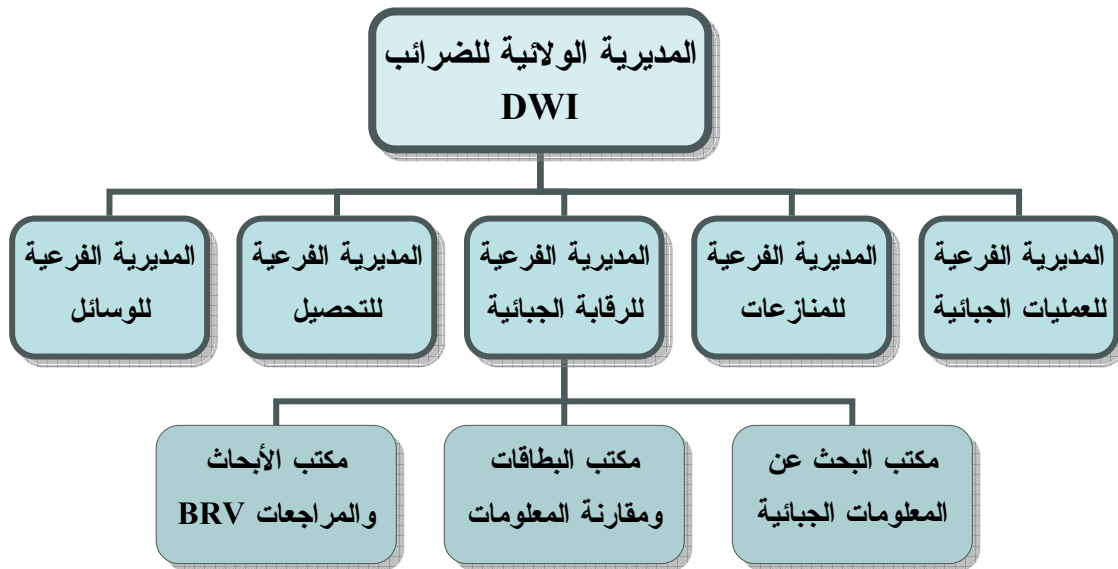 المديرية الولائية للضرائب
DWI
المديرية الفرعية
للعمليات الجبائية
المديرية الفرعية
للمنازعات
المديرية الفرعية
للرقابة الجبائية
المديرية الفرعية
للتحصيل
المديرية الفرعية
للوسائل
مكتب البحث عن
المعلومات الجبائية
مكتب البطاقات
ومقارنة المعلومات
مكتب الأبحاث
والمراجعات BRV